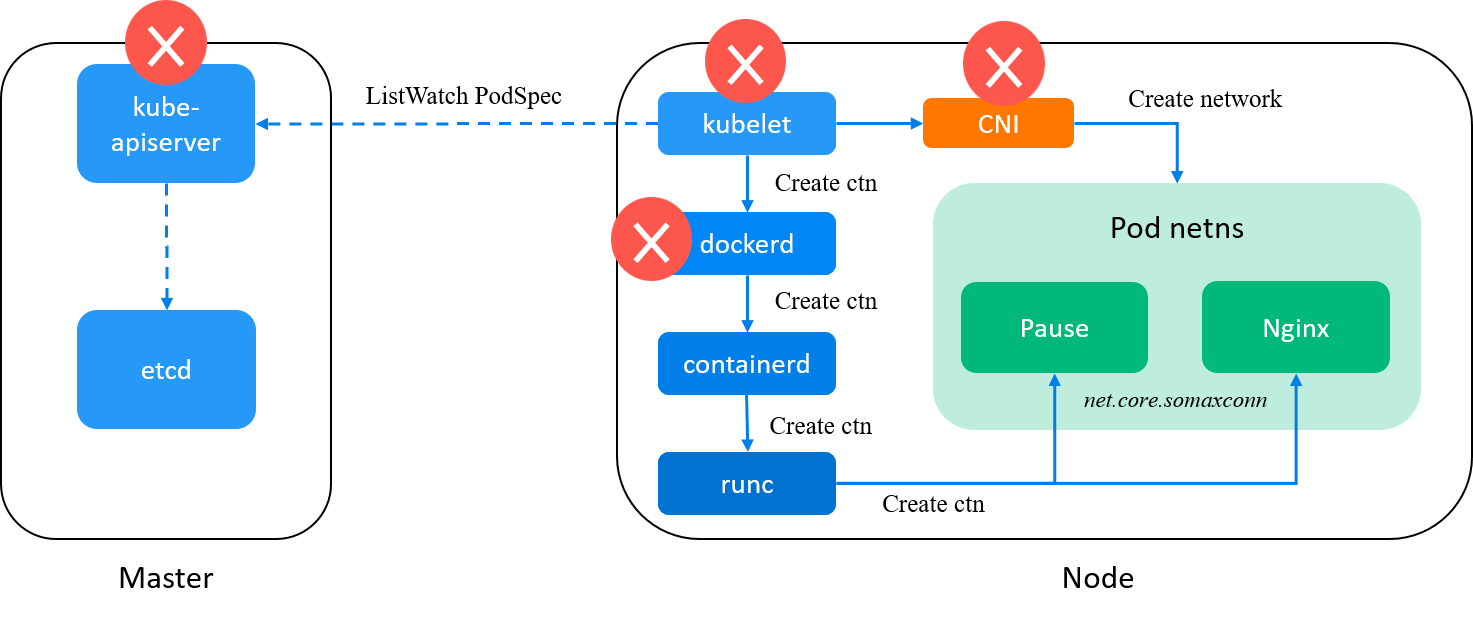 kube-
apiserver
ListWatch PodSpec
kubelet
CNI
Create network
Create ctn
dockerd
Pod netns
Create ctn
Pause
Nginx
etcd
containerd
net.core.somaxconn
Create ctn
runc
Create ctn
Master
Node